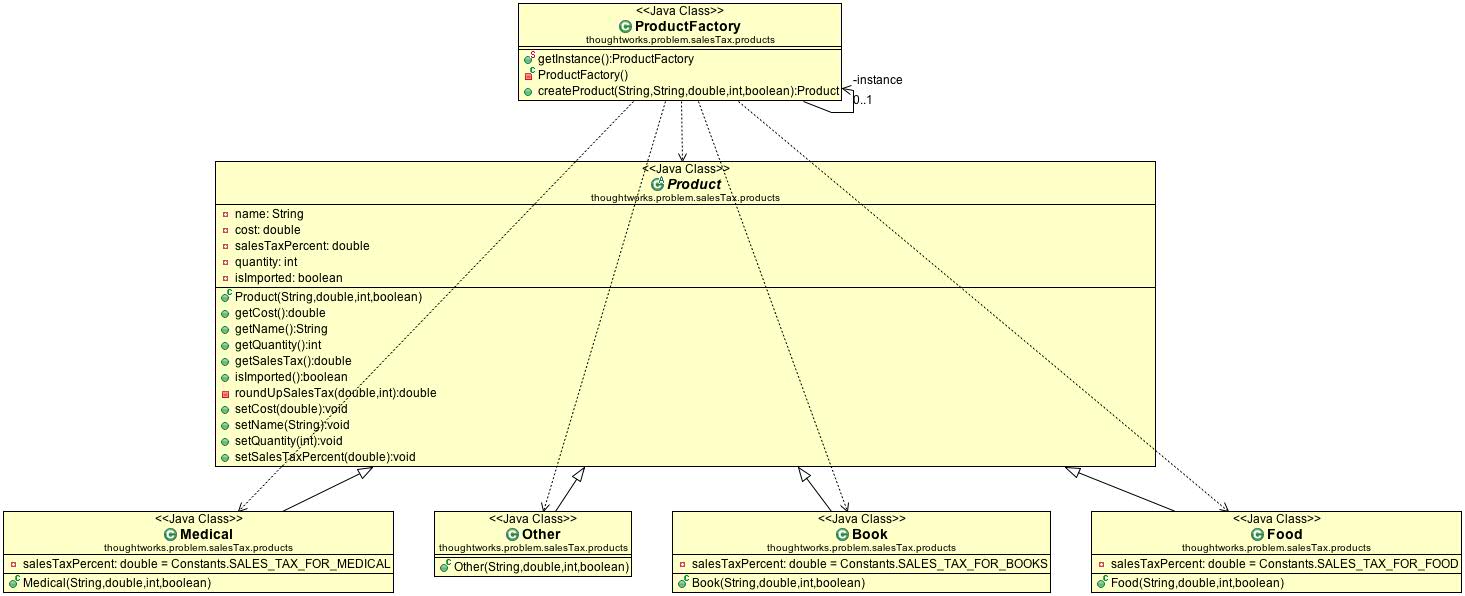 <<Java Class>>
ProductFactory
thoughtworks.problem.salesTax.products
getInstance():ProductFactory
ProductFactory()
createProduct(String,String,double,int,boolean):Product
-instance
0..1
<<Java Class>>
Product
thoughtworks.problem.salesTax.products
name: String
cost: double
salesTaxPercent: double
quantity: int
isImported: boolean
Product(String,double,int,boolean)
getCost():double
getName():String
getQuantity():int
getSalesTax():double
isImported():boolean
roundUpSalesTax(double,int):double
setCost(double):void
setName(String):void
setQuantity(int):void
setSalesTaxPercent(double):void
<<Java Class>>
Medical
thoughtworks.problem.salesTax.products
salesTaxPercent: double = Constants.SALES_TAX_FOR_MEDICAL
Medical(String,double,int,boolean)
<<Java Class>>
Other
thoughtworks.problem.salesTax.products
Other(String,double,int,boolean)
<<Java Class>>
Book
thoughtworks.problem.salesTax.products
salesTaxPercent: double = Constants.SALES_TAX_FOR_BOOKS
Book(String,double,int,boolean)
<<Java Class>>
Food
thoughtworks.problem.salesTax.products
salesTaxPercent: double = Constants.SALES_TAX_FOR_FOOD
Food(String,double,int,boolean)